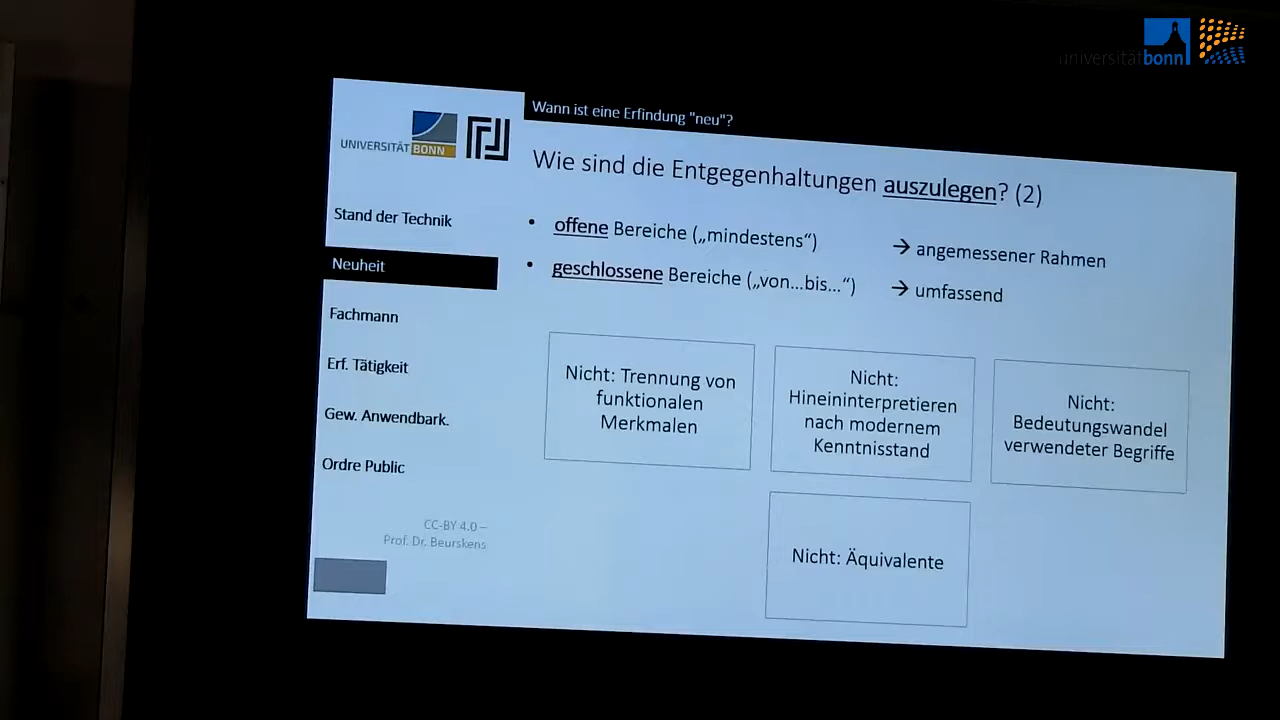 universitätbonn
Wann ist eine Erfindung "neu"?
UNIVERSITÄT BONN
Wie sind die Entgegenhaltungen auszulegen? (2)
Stand der Technik
Neuheit
Fachmann
Erf. Tätigkeit
Gew. Anwendbark.
Ordre Public
CC-BY 4.0 –
Prof. Dr. Beurskens
• offene Bereiche („mindestens“) → angemessener Rahmen
• geschlossene Bereiche („von...bis...“) → umfassend
Nicht: Trennung von
funktionalen
Merkmalen
Nicht:
Hineininterpretieren
nach modernem
Kenntnisstand
Nicht:
Bedeutungswandel
verwendeter Begriffe
Nicht: Äquivalente